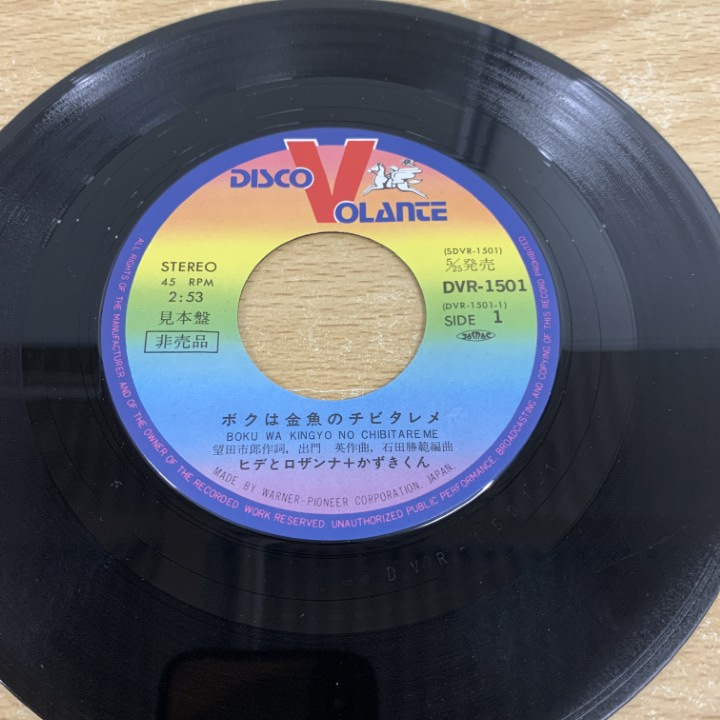 DISCO VOLANTE
STEREO
45 RPM
2:53
見本盤
非売品
(SDVR-1501)
5/25発売
DVR-1501
(DVR-1501-1)
SIDE 1
ボクは金魚のチビタレメ
BOKU WA KINGYO NO CHIBITAREME
望田市郎作詞, 出門 英作曲, 石田勝範編曲
ヒデとロザンナ+かずきくん
MADE BY WARNER-PIONEER CORPORATION, JAPAN.
ALL RIGHTS OF THE MANUFACTURER AND OF THE OWNER OF THE RECORDED WORK RESERVED UNAUTHORIZED PUBLIC PERFORMANCE, BROADCASTING AND COPYING OF THIS RECORD PROHIBITED